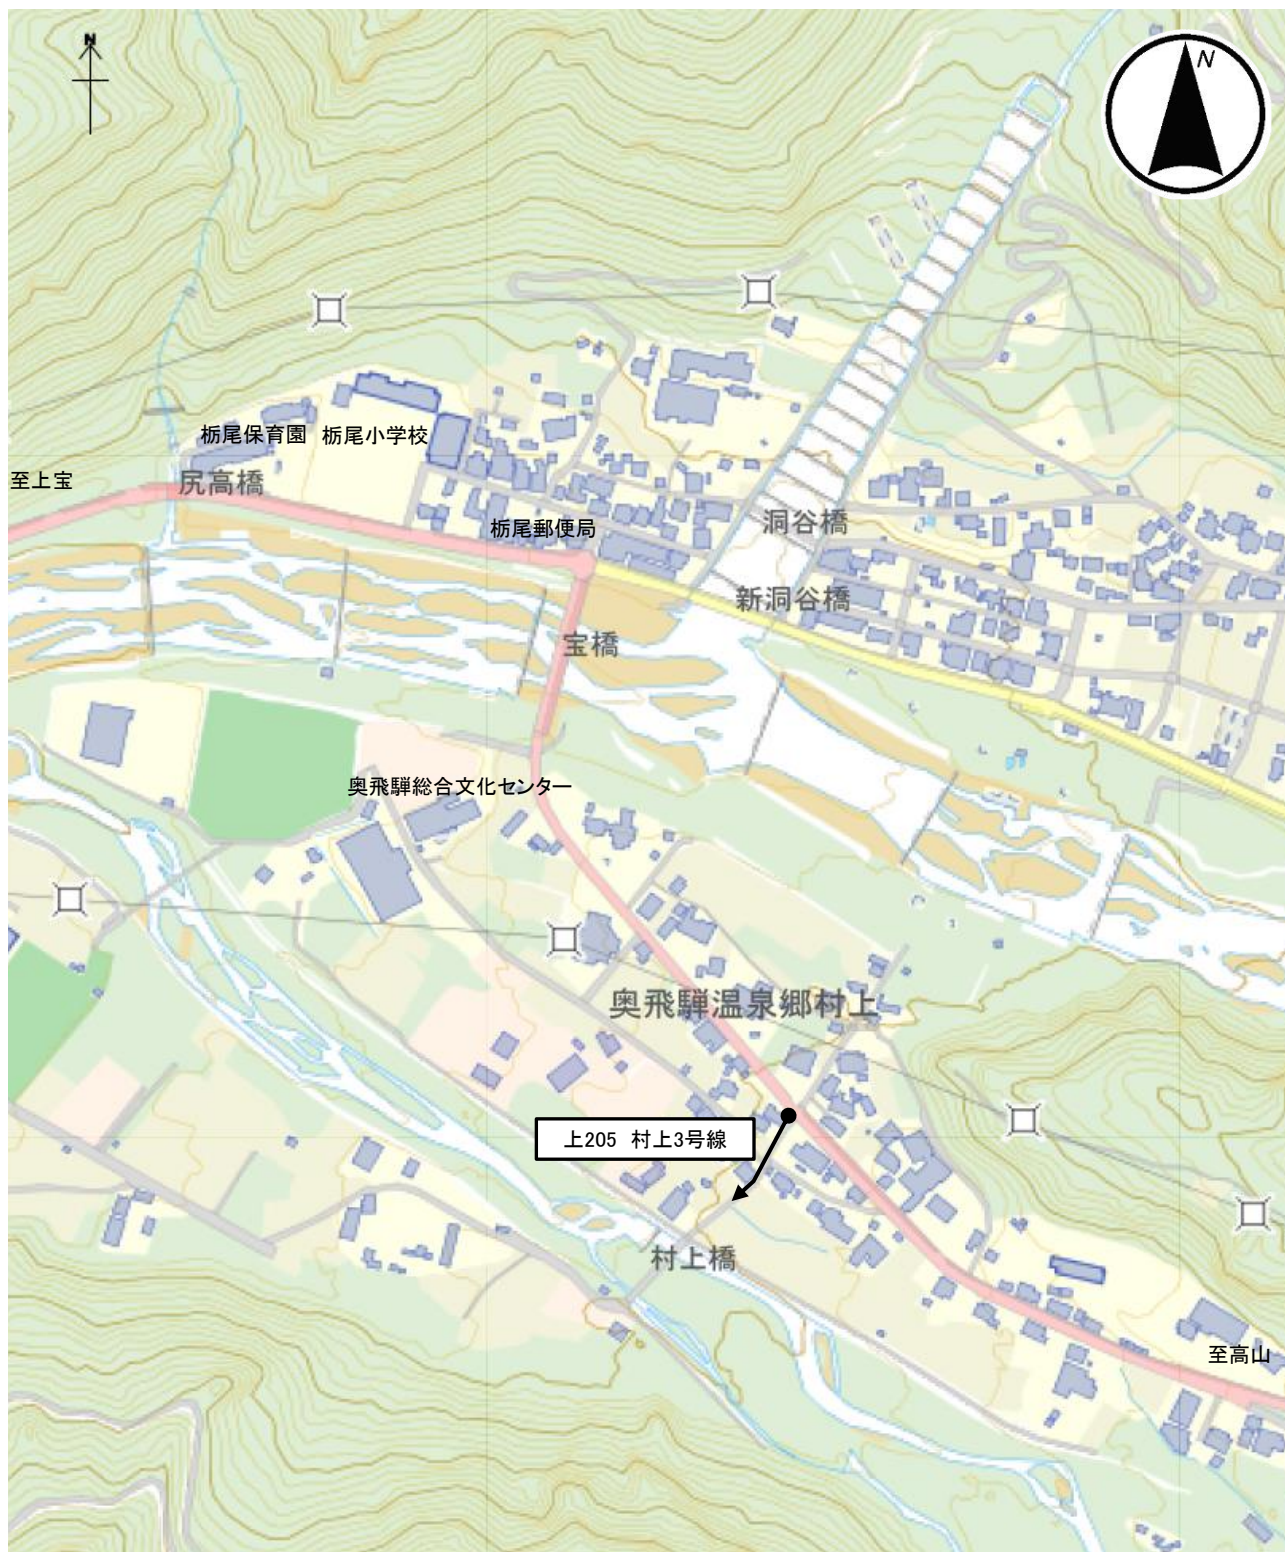 N
N
栃尾保育園
栃尾小学校
至上宝
尻高橋
栃尾郵便局
洞谷橋
新洞谷橋
宝橋
奥飛騨総合文化センター
奥飛騨温泉郷村上
上205 村上3号線
村上橋
至高山